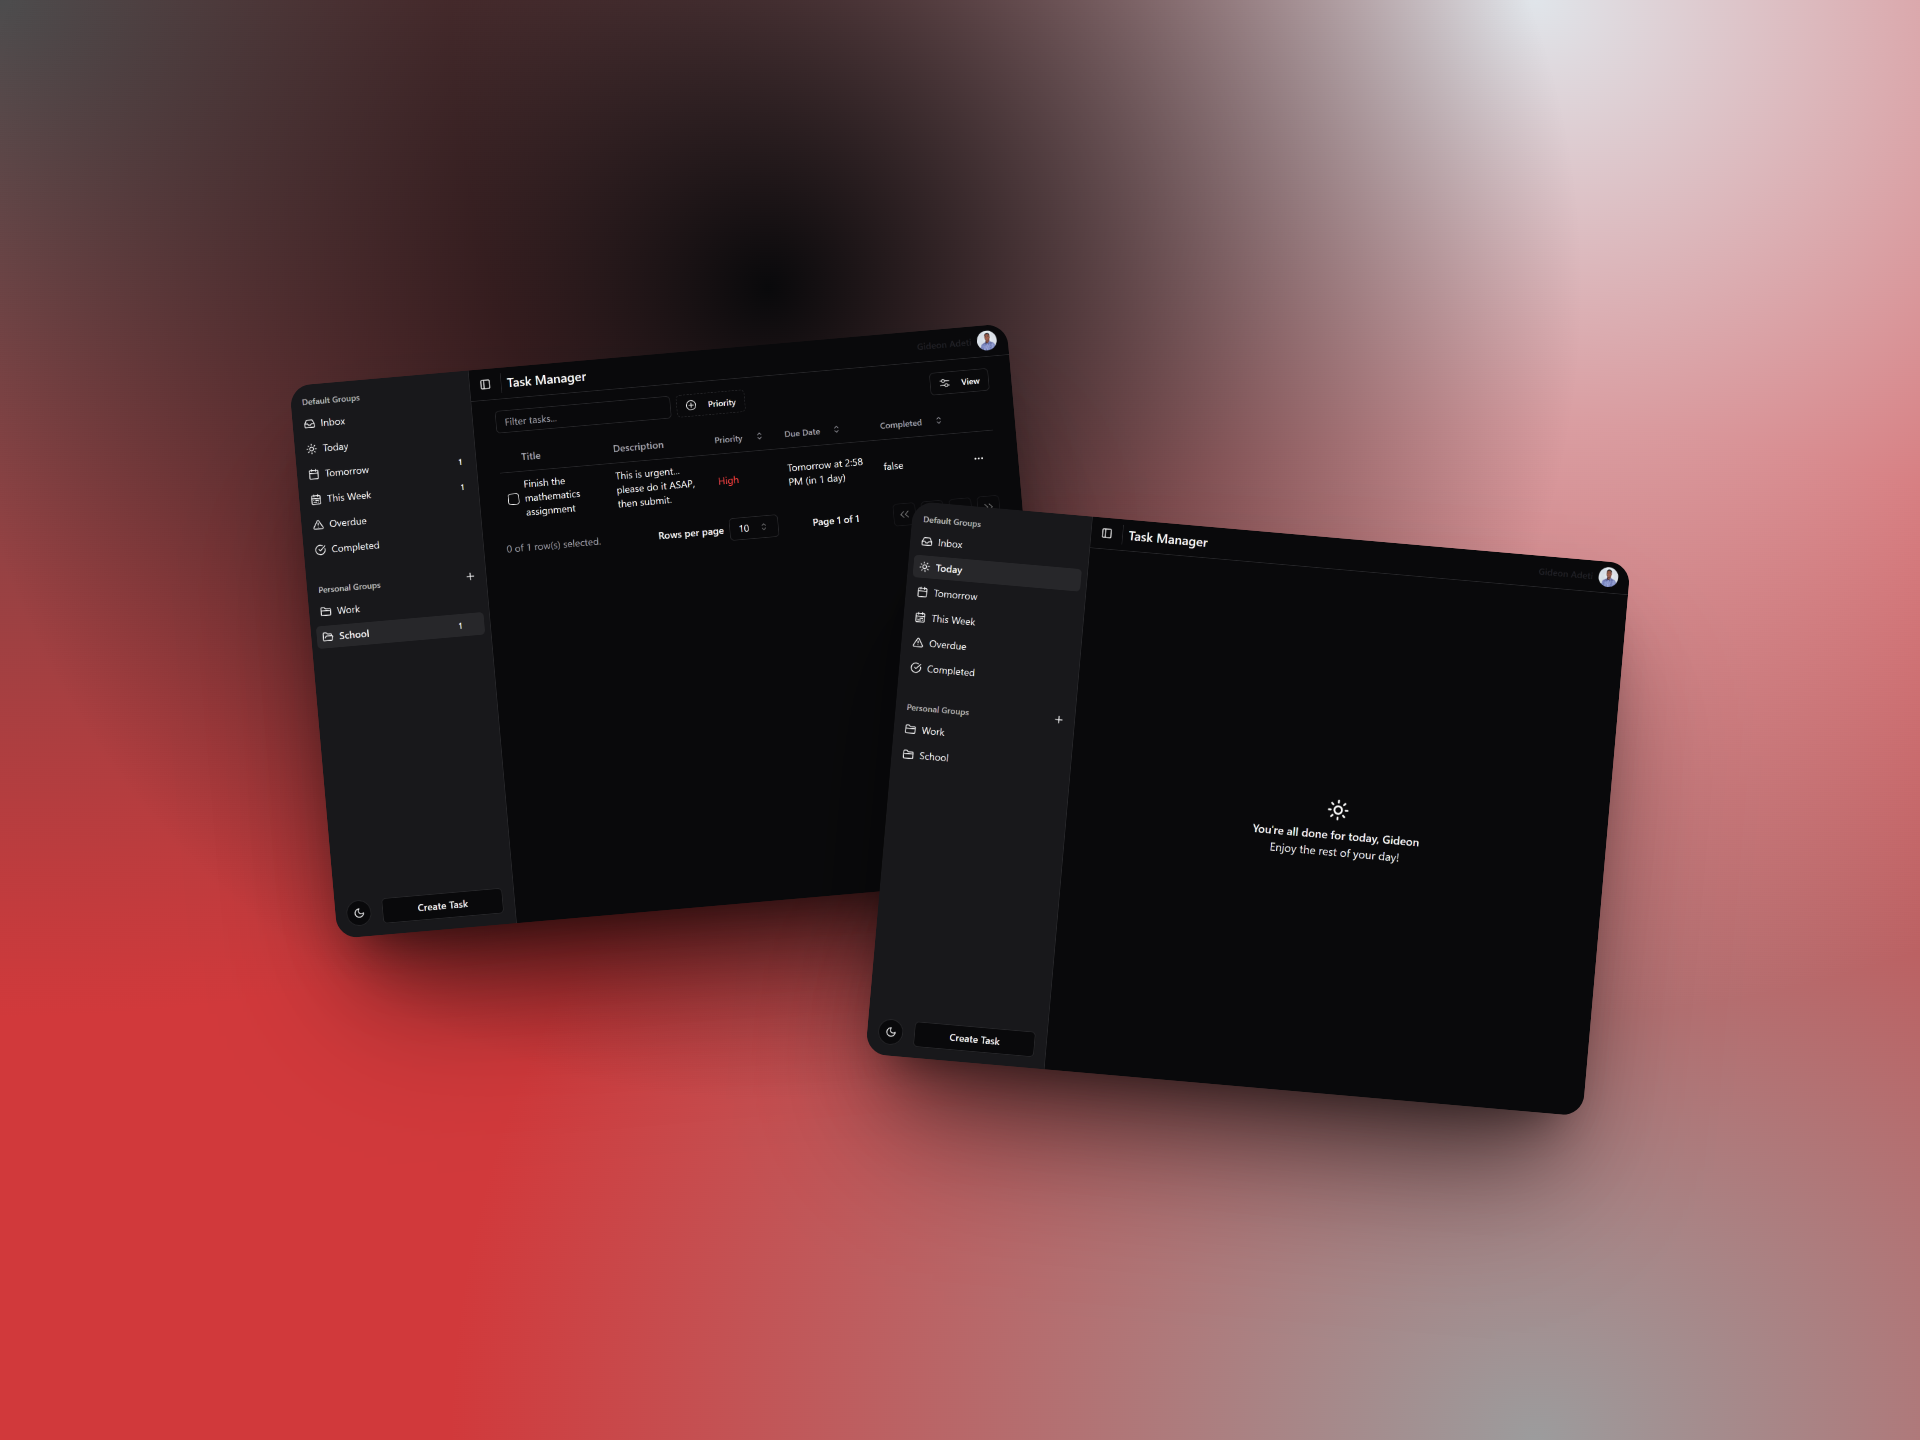 Default Groups
Inbox
Today
Tomorrow 1
This Week 1
Overdue
Completed
Personal Groups
Work
School 1
Create Task
Task Manager
Gideon Adeti
Filter tasks...
Priority
View
Title Description Priority Due Date Completed
Finish the
mathematics
assignment
This is urgent...
please do it ASAP,
then submit.
High
Tomorrow at 2:58
PM (in 1 day)
false
0 of 1 row(s) selected.
Rows per page 10
Page 1 of 1
Default Groups
Inbox
Today
Tomorrow
This Week
Overdue
Completed
Personal Groups
Work
School
Create Task
Task Manager
Gideon Adeti
You're all done for today, Gideon
Enjoy the rest of your day!